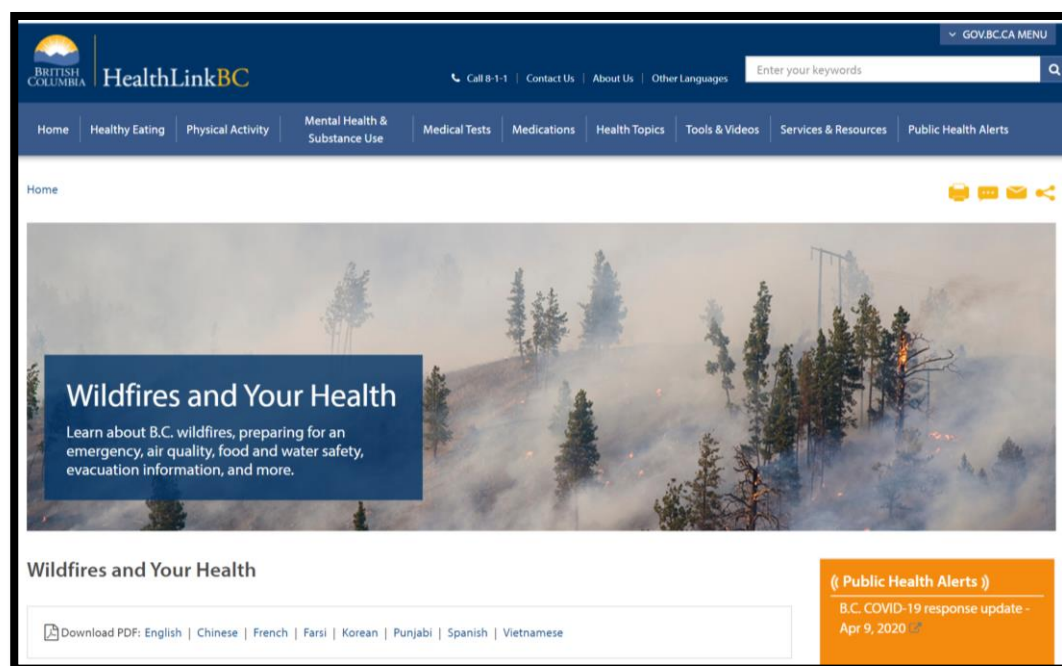 GOV.BC.CA MENU
BRITISH
COLUMBIA
HealthLinkBC
Call 8-1-1 | Contact Us | About Us | Other Languages
Enter your keywords
Home
Healthy Eating
Physical Activity
Mental Health &
Substance Use
Medical Tests
Medications
Health Topics
Tools & Videos
Services & Resources
Public Health Alerts
Home
Wildfires and Your Health
Learn about B.C. wildfires, preparing for an
emergency, air quality, food and water safety,
evacuation information, and more.
Wildfires and Your Health
Download PDF: English | Chinese | French | Farsi | Korean | Punjabi | Spanish | Vietnamese
(( Public Health Alerts ))
B.C. COVID-19 response update -
Apr 9, 2020